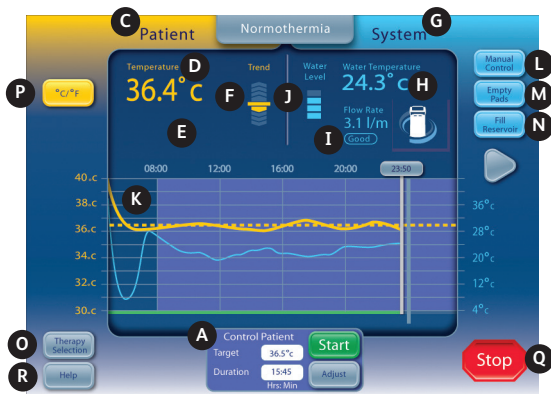 C
Patient
Normothermia
System
G
Temperature
D
Trend
Water
Level
Water Temperature
Manual
Control
L
P
°C/°F
36.4°c
F
J
24.3°c
H
Empty
Pads
M
Flow Rate
3.1 l/m
Good
E
I
Fill
Reservoir
N
08:00
12:00
16:00
20:00
23:50
40.c
38.c
36.c
34.c
32.c
30.c
K
36°c
28°c
20°c
12°c
4°c
A
Control Patient
Target
36.5°c
Start
Duration
15:45
Adjust
Hrs: Min
O
Therapy
Selection
R
Help
Stop
Q